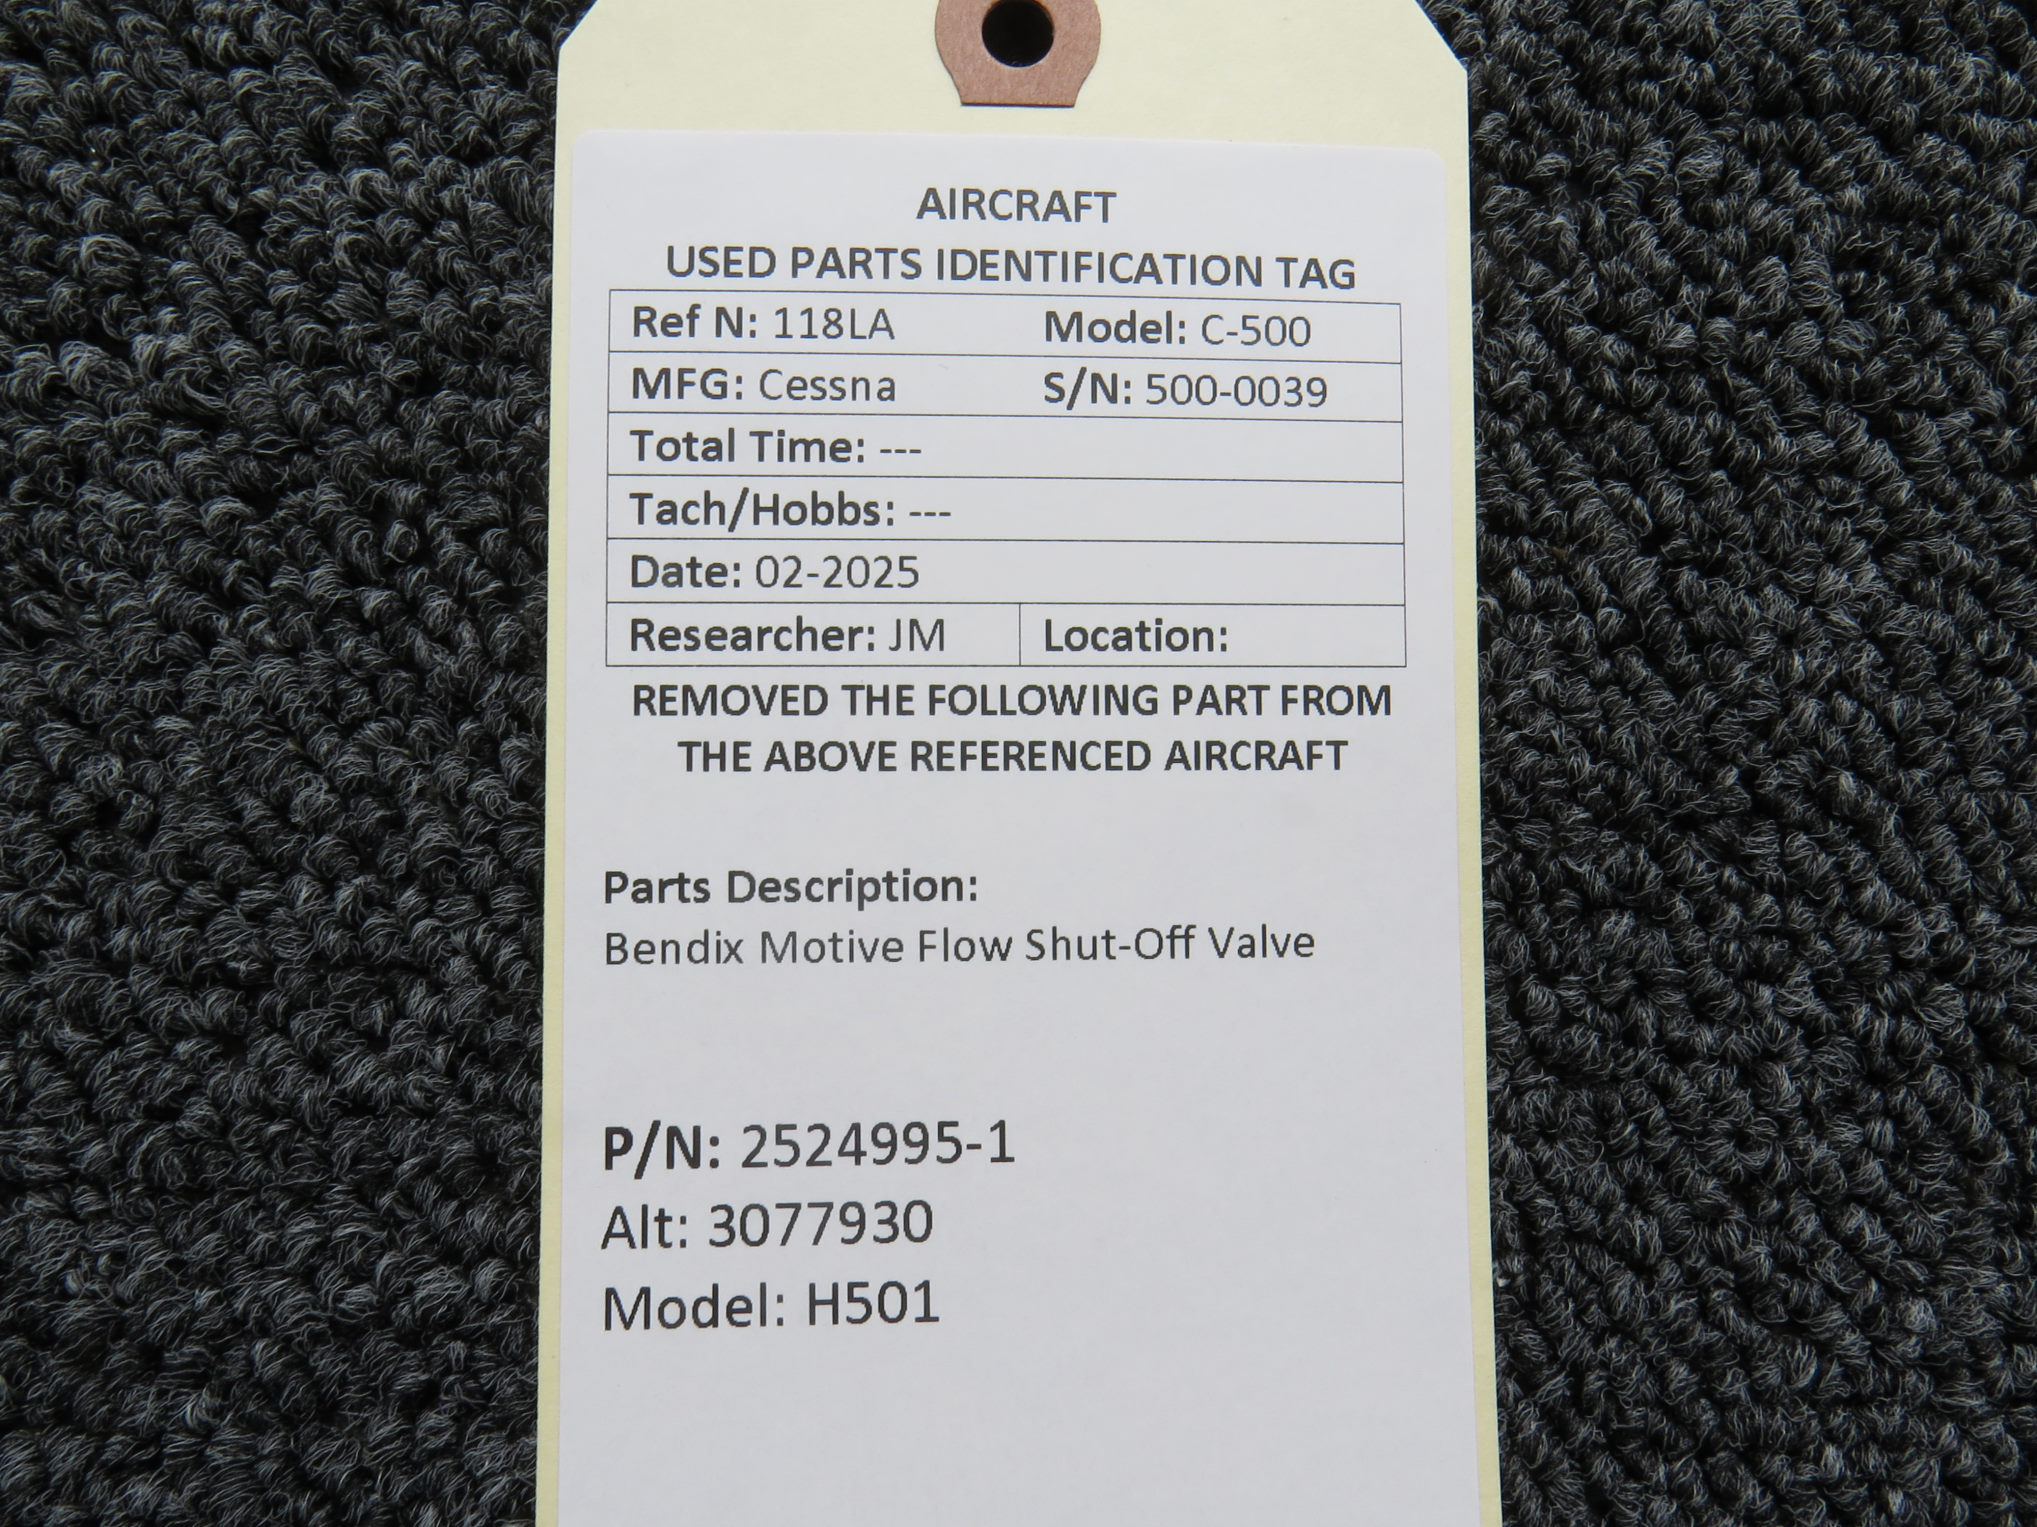 AIRCRAFT
USED PARTS IDENTIFICATION TAG
Ref N: 118LA Model: C-500
MFG: Cessna S/N: 500-0039
Total Time: ---
Tach/Hobbs: ---
Date: 02-2025
Researcher: JM Location:
REMOVED THE FOLLOWING PART FROM
THE ABOVE REFERENCED AIRCRAFT
Parts Description:
Bendix Motive Flow Shut-Off Valve
P/N: 2524995-1
Alt: 3077930
Model: H501